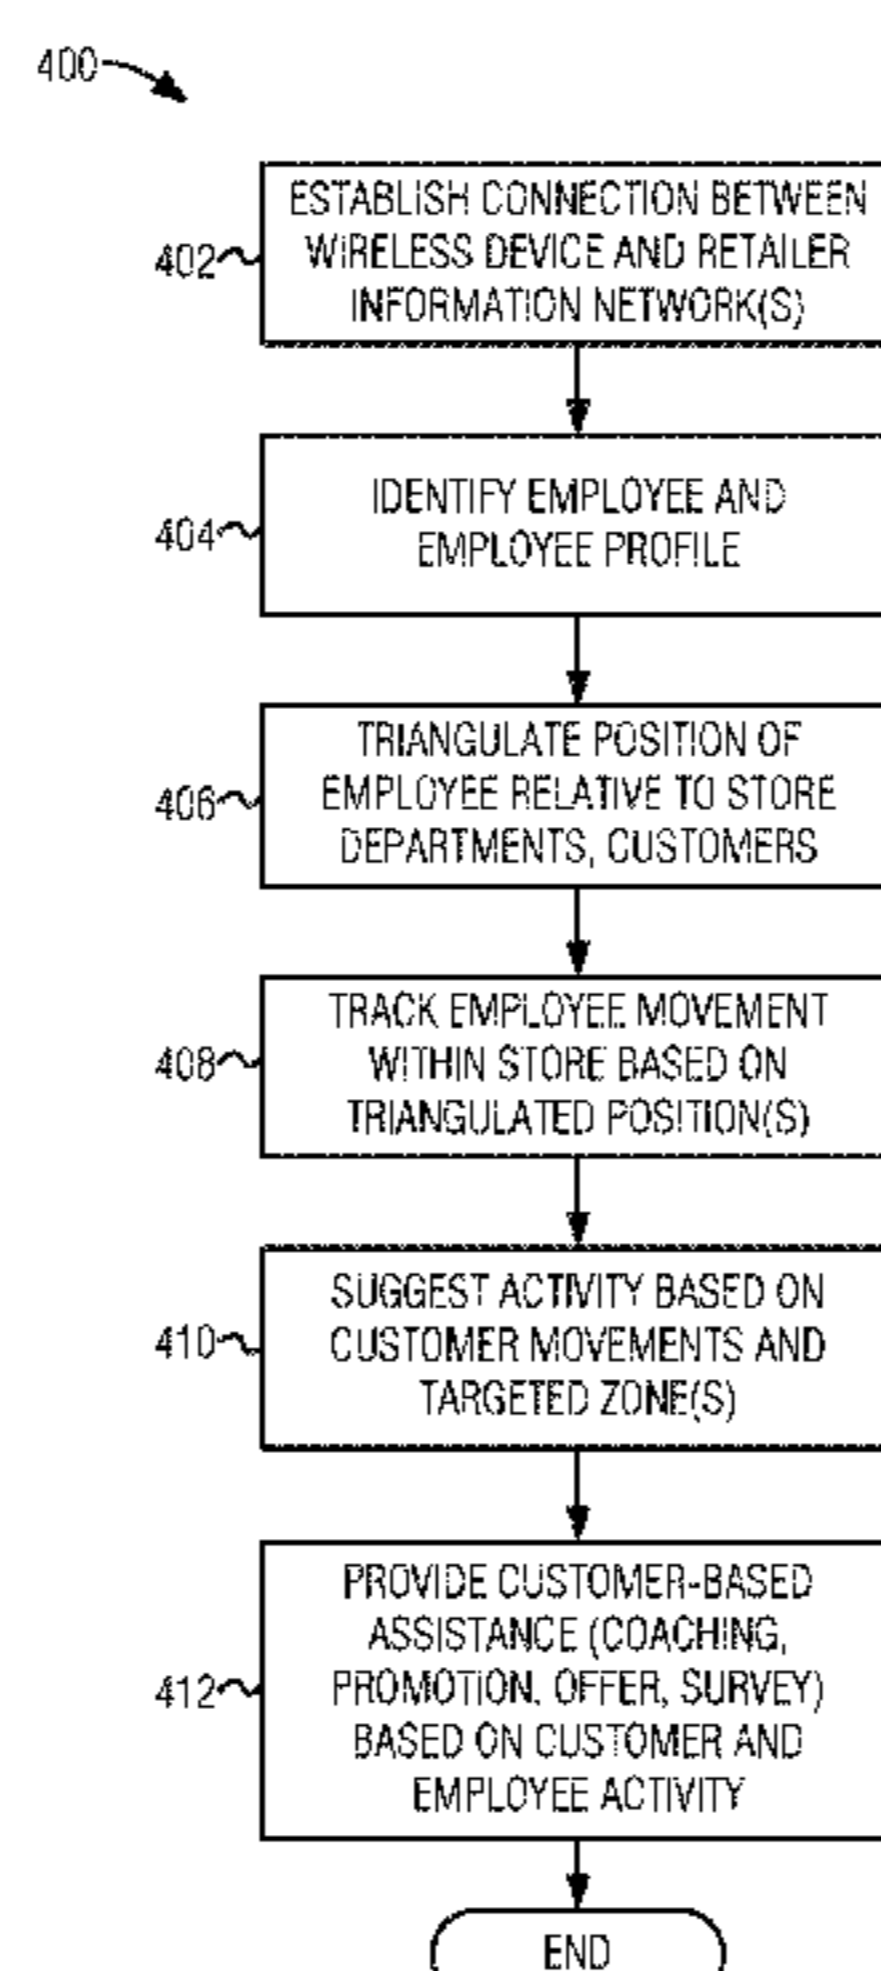 400
ESTABLISH CONNECTION BETWEEN
WIRELESS DEVICE AND RETAILER
INFORMATION NETWORK(S)
402
IDENTIFY EMPLOYEE AND
EMPLOYEE PROFILE
404
TRIANGULATE POSITION OF
EMPLOYEE RELATIVE TO STORE
DEPARTMENTS, CUSTOMERS
406
TRACK EMPLOYEE MOVEMENT
WITHIN STORE BASED ON
TRIANGULATED POSITION(S)
408
SUGGEST ACTIVITY BASED ON
CUSTOMER MOVEMENTS AND
TARGETED ZONE(S)
410
PROVIDE CUSTOMER-BASED
ASSISTANCE (COACHING,
PROMOTION, OFFER, SURVEY)
BASED ON CUSTOMER AND
EMPLOYEE ACTIVITY
412
END